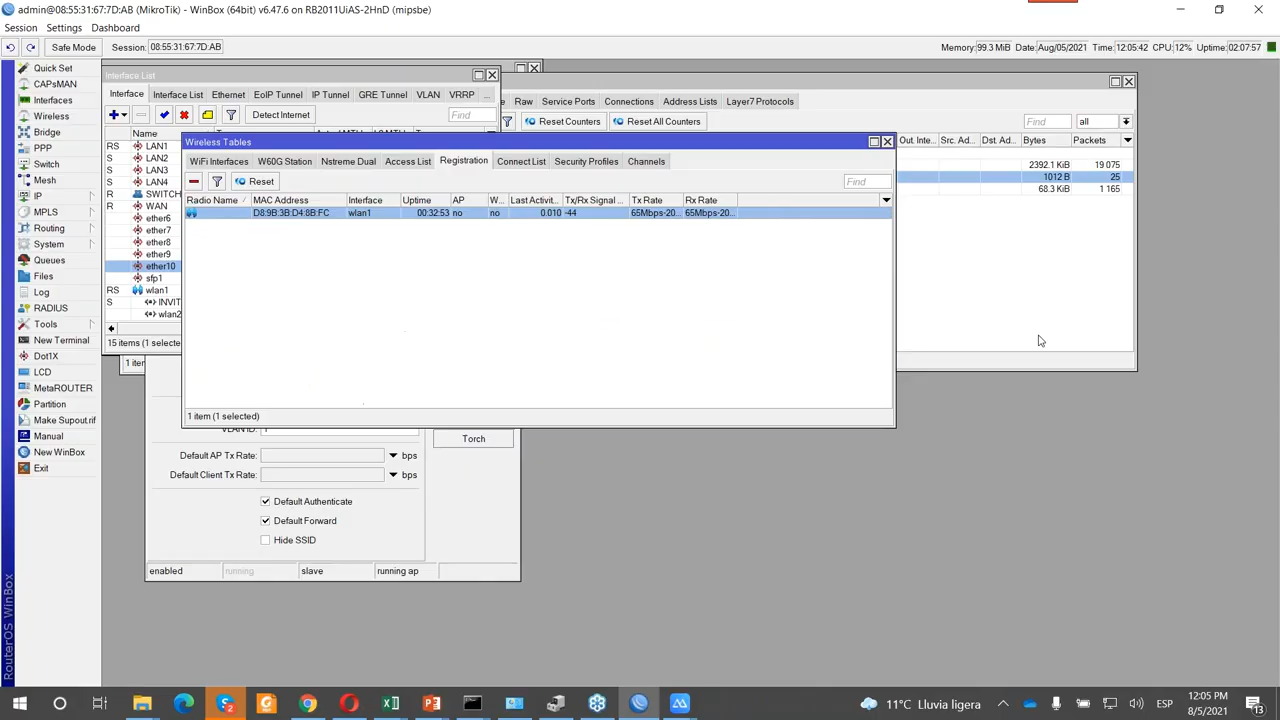 admin@08:55:31:67:7D:AB (MikroTik) - WinBox (64bit) v6.47.6 on RB2011UiAS-2HnD (mipsbe)
Session Settings Dashboard
Safe Mode Session: 08:55:31:67:7D:AB Memory: 99.3 MiB Date: Aug/05/2021 Time: 12:05:42 CPU: 12% Uptime: 02:07:57
Quick Set
CAPsMAN
Interfaces
Wireless
Bridge
PPP
Switch
Mesh
IP
MPLS
Routing
System
Queues
Files
Log
RADIUS
Tools
New Terminal
Dot1X
LCD
MetaROUTER
Partition
Make Supout.rif
Manual
New WinBox
Exit
RouterOS WinBox
Interface List
Interface Interface List Ethernet EoIP Tunnel IP Tunnel GRE Tunnel VLAN VRRP ...
Detect Internet Find
Name
RS LAN1
S LAN2
S LAN3
S LAN4
R SWITCH
R WAN
ether6
ether7
ether8
ether9
ether10
sfp1
RS wlan1
S INVIT
wlan2
15 items (1 selecte
1 iter
Raw Service Ports Connections Address Lists Layer7 Protocols
Reset Counters Reset All Counters Find all
Out. Inte... Src. Ad... Dst. Ad... Bytes Packets
2392.1 KiB 19 075
1012 B 25
68.3 KiB 1 165
Wireless Tables
WiFi Interfaces W60G Station Nstreme Dual Access List Registration Connect List Security Profiles Channels
Reset Find
Radio Name MAC Address Interface Uptime AP W... Last Activit... Tx/Rx Signal ... Tx Rate Rx Rate
D8:9B:3B:D4:8B:FC wlan1 00:32:53 no no 0.010 -44 65Mbps-20... 65Mbps-20...
1 item (1 selected)
VLAN ID: 1
Torch
Default AP Tx Rate: bps
Default Client Tx Rate: bps
Default Authenticate
Default Forward
Hide SSID
enabled running slave running ap
11°C Lluvia ligera ESP 12:05 PM
8/5/2021 13